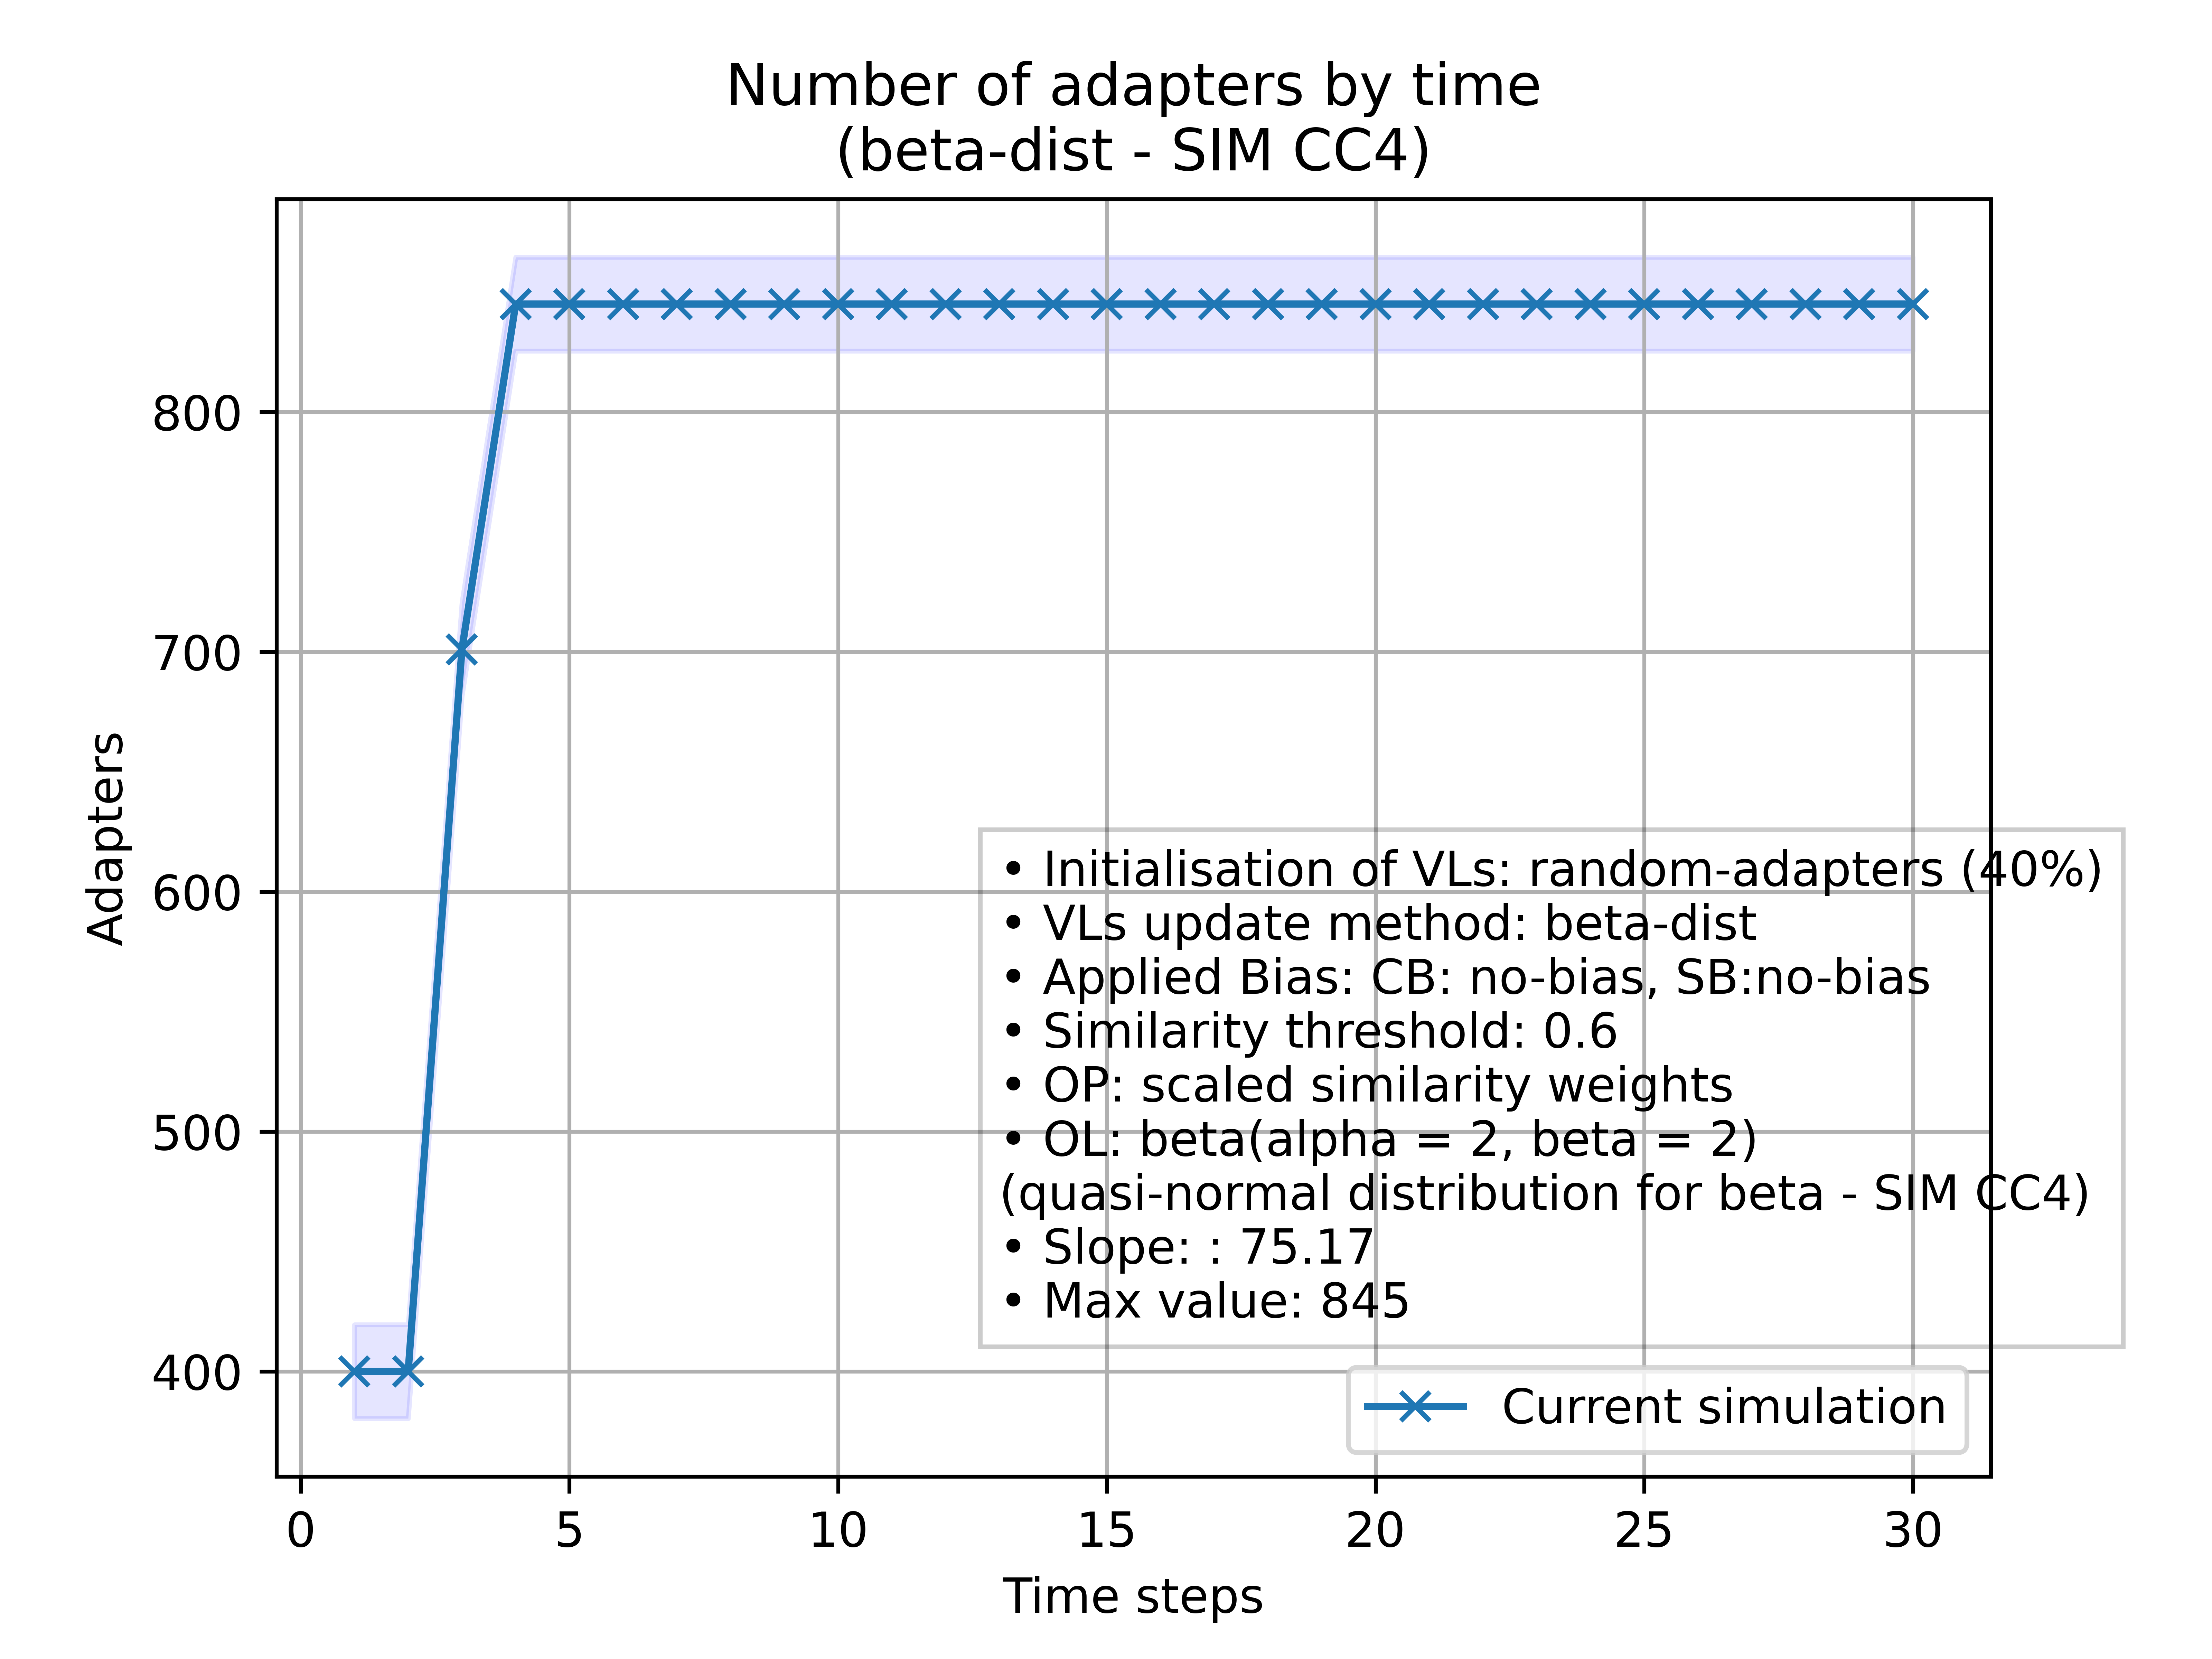 Number of adapters by time
(beta-dist - SIM CC4)
Adapters
800
700
600
500
400
• Initialisation of VLs: random-adapters (40%)
• VLs update method: beta-dist
• Applied Bias: CB: no-bias, SB:no-bias
• Similarity threshold: 0.6
• OP: scaled similarity weights
• OL: beta(alpha = 2, beta = 2)
(quasi-normal distribution for beta - SIM CC4)
• Slope: : 75.17
• Max value: 845
Current simulation
0 5 10 15 20 25 30
Time steps